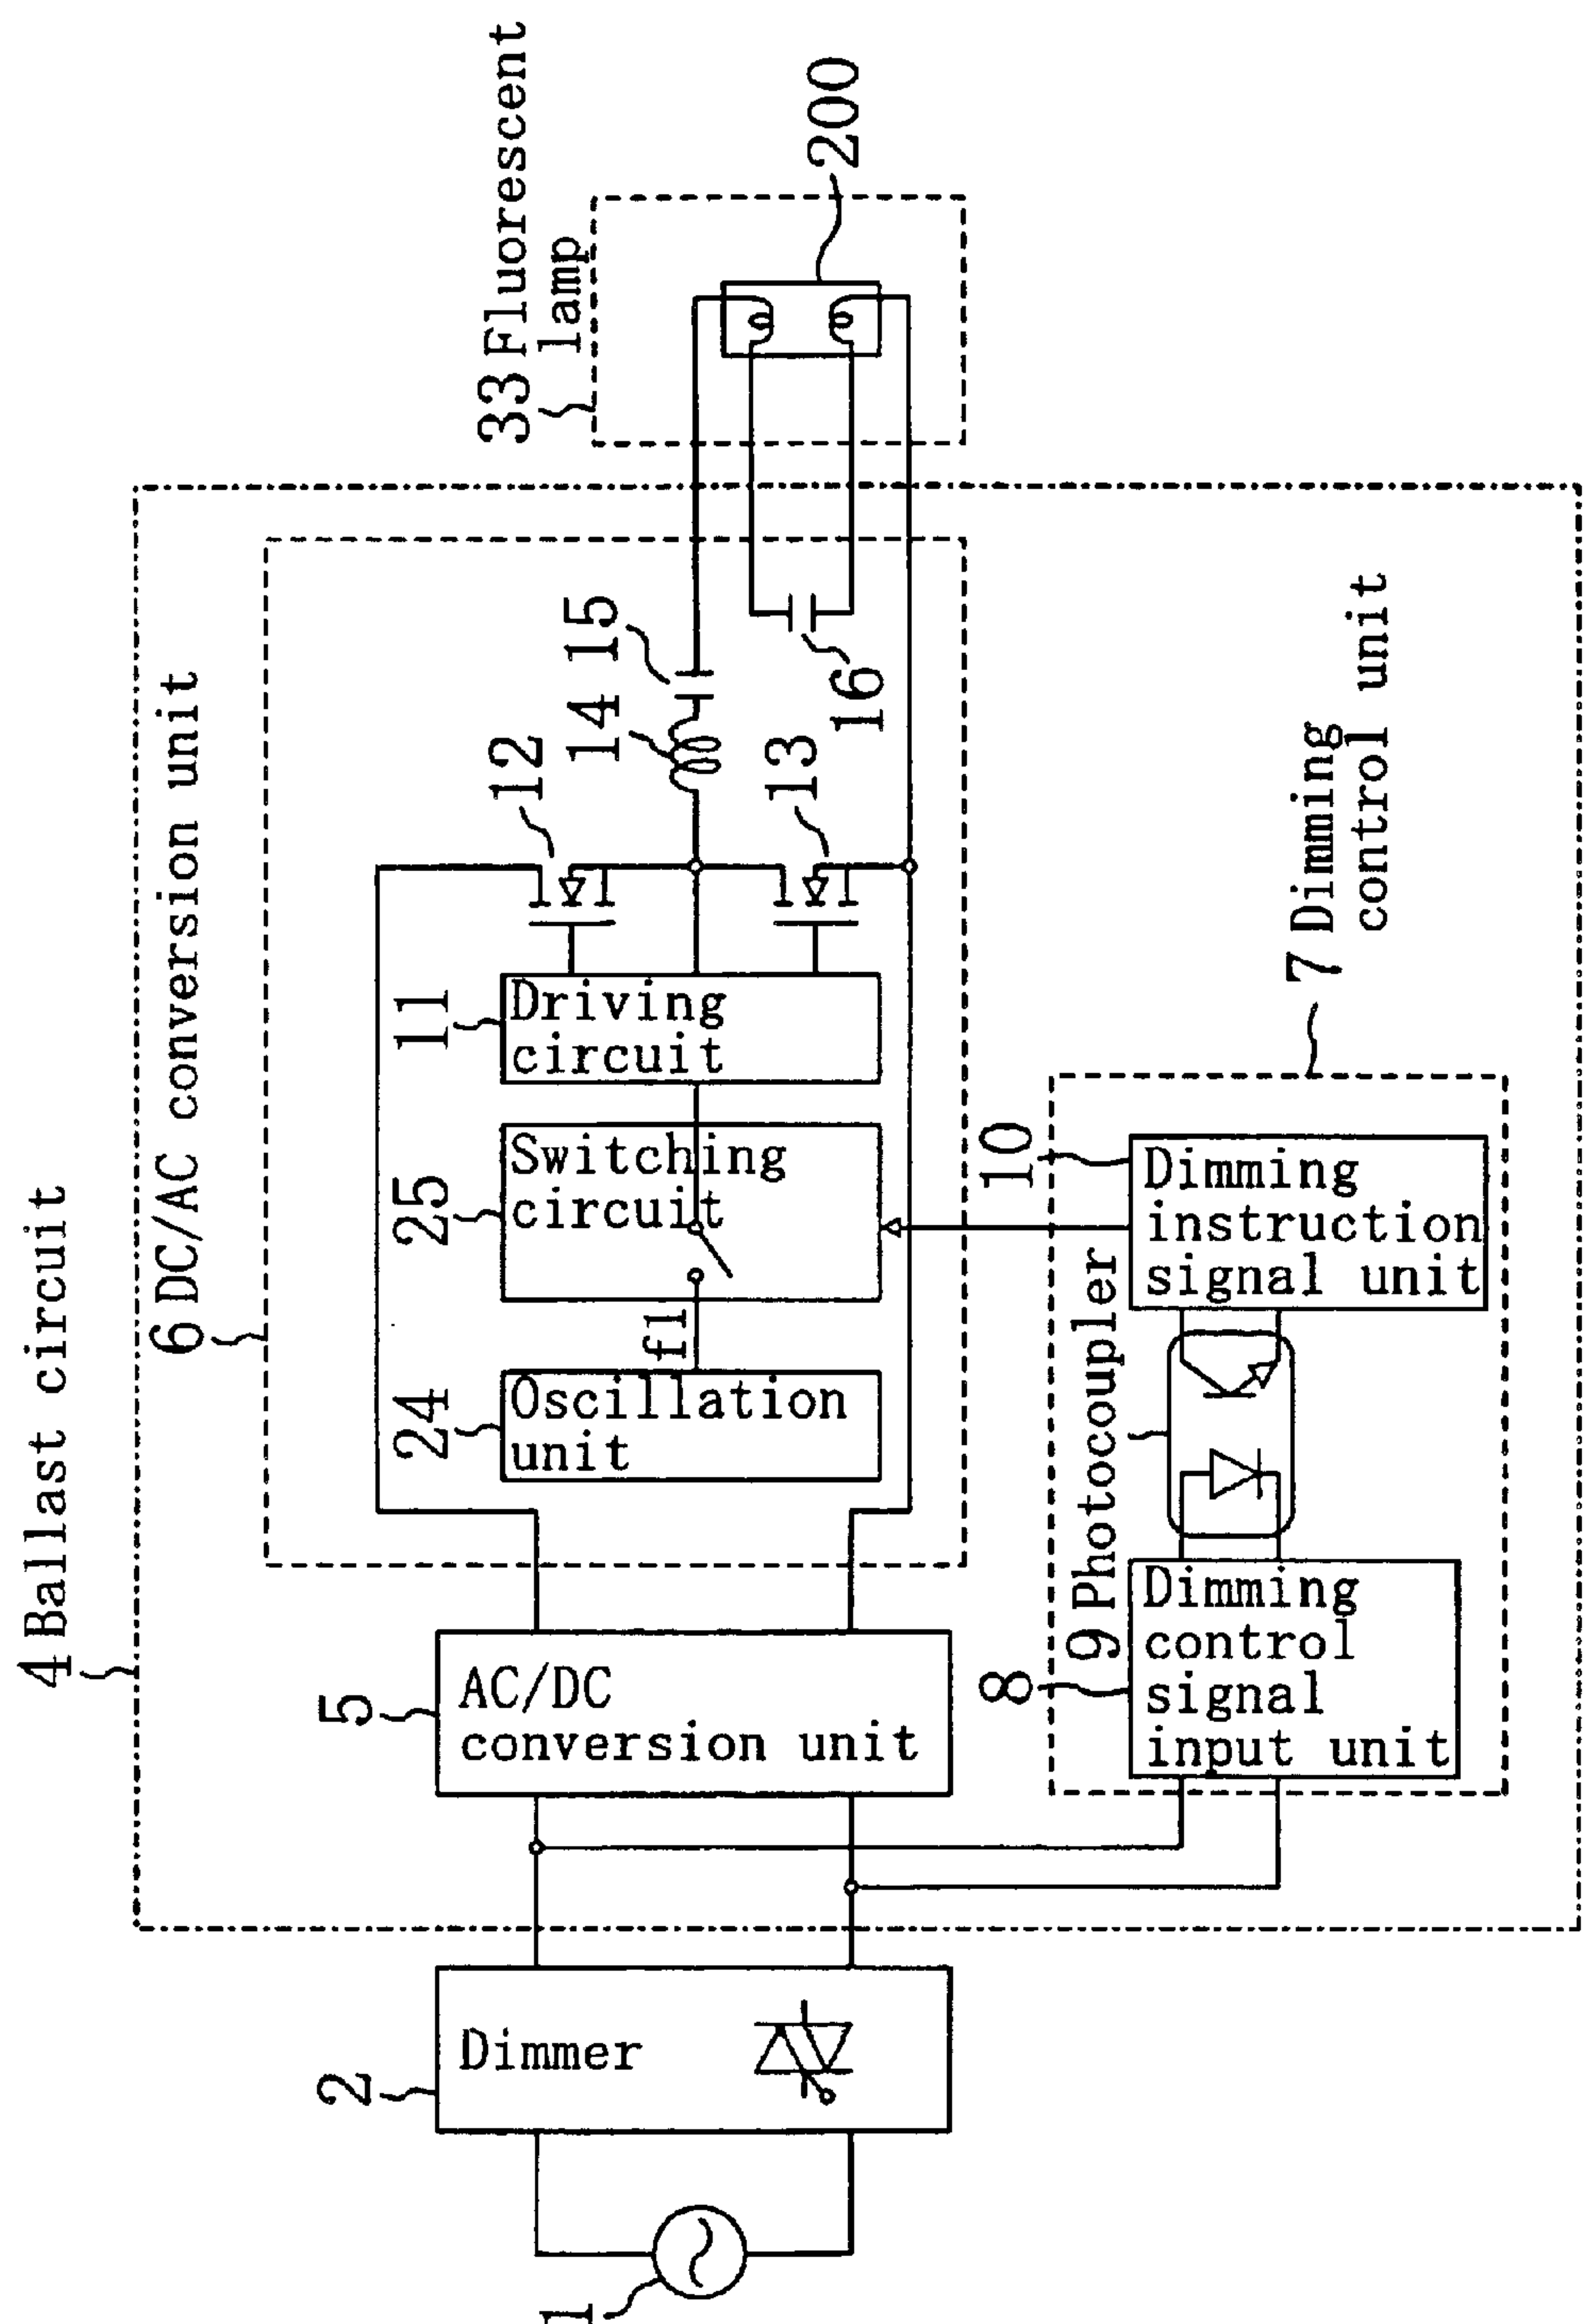 4 Ballast circuit
6 DC/AC conversion unit
33 Fluorescent
lamp
200
12
14
15
13
16
11
Driving
circuit
25
Switching
circuit
24
Oscillation
unit
f1
5
AC/DC
conversion unit
2
Dimmer
1
7 Dimming
control unit
10
Dimming
instruction
signal unit
9 Photocoupler
8
Dimming
control
signal
input unit